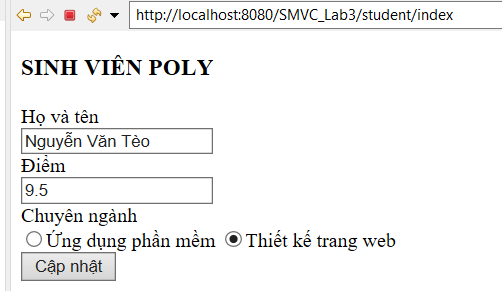 http://localhost:8080/SMVC_Lab3/student/index
SINH VIÊN POLY
Họ và tên
Nguyễn Văn Tèo
Điểm
9.5
Chuyên ngành
Ứng dụng phần mềm Thiết kế trang web
Cập nhật